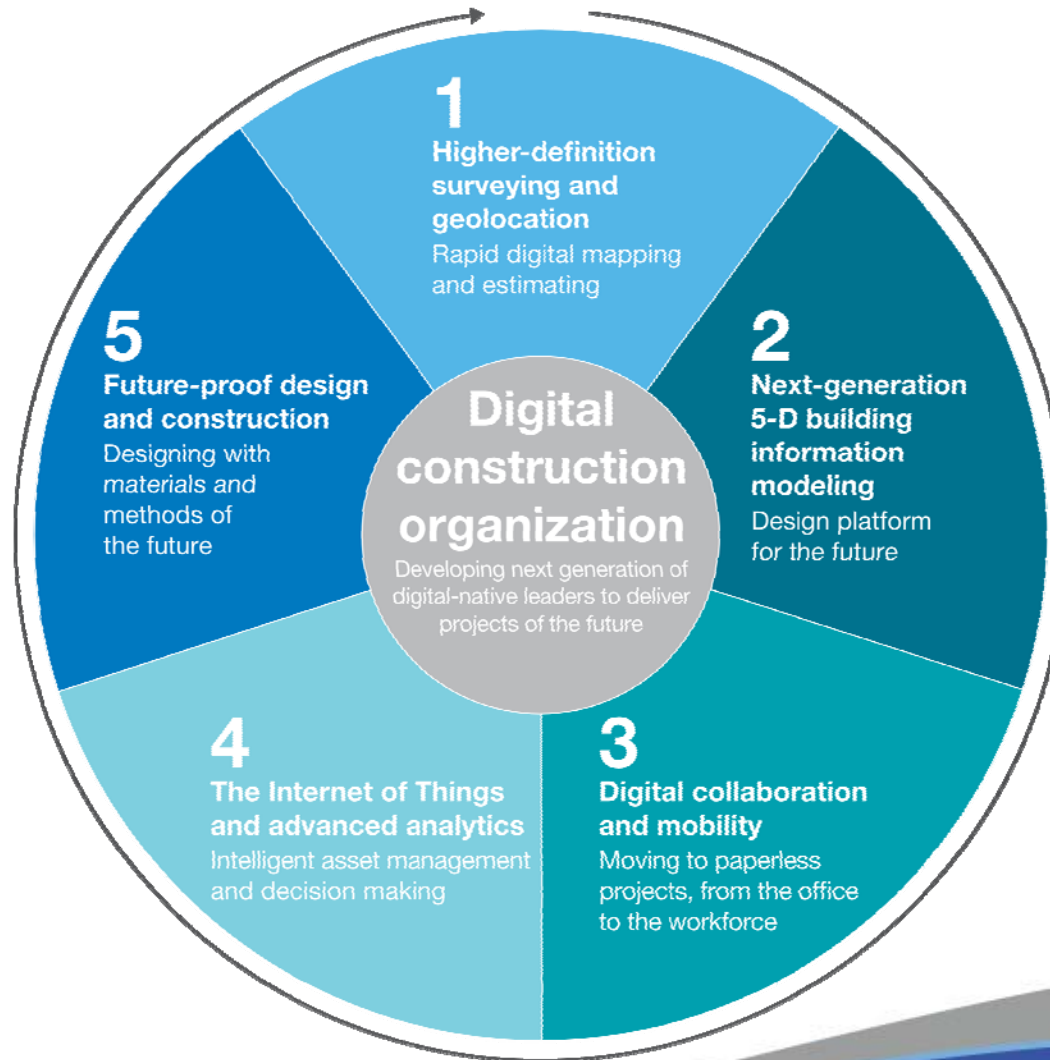 1
Higher-definition
surveying and
geolocation
Rapid digital mapping
and estimating
2
Next-generation
5-D building
information
modeling
Design platform
for the future
3
Digital collaboration
and mobility
Moving to paperless
projects, from the office
to the workforce
4
The Internet of Things
and advanced analytics
Intelligent asset management
and decision making
5
Future-proof design
and construction
Designing with
materials and
methods of
the future
Digital
construction
organization
Developing next generation of
digital-native leaders to deliver
projects of the future